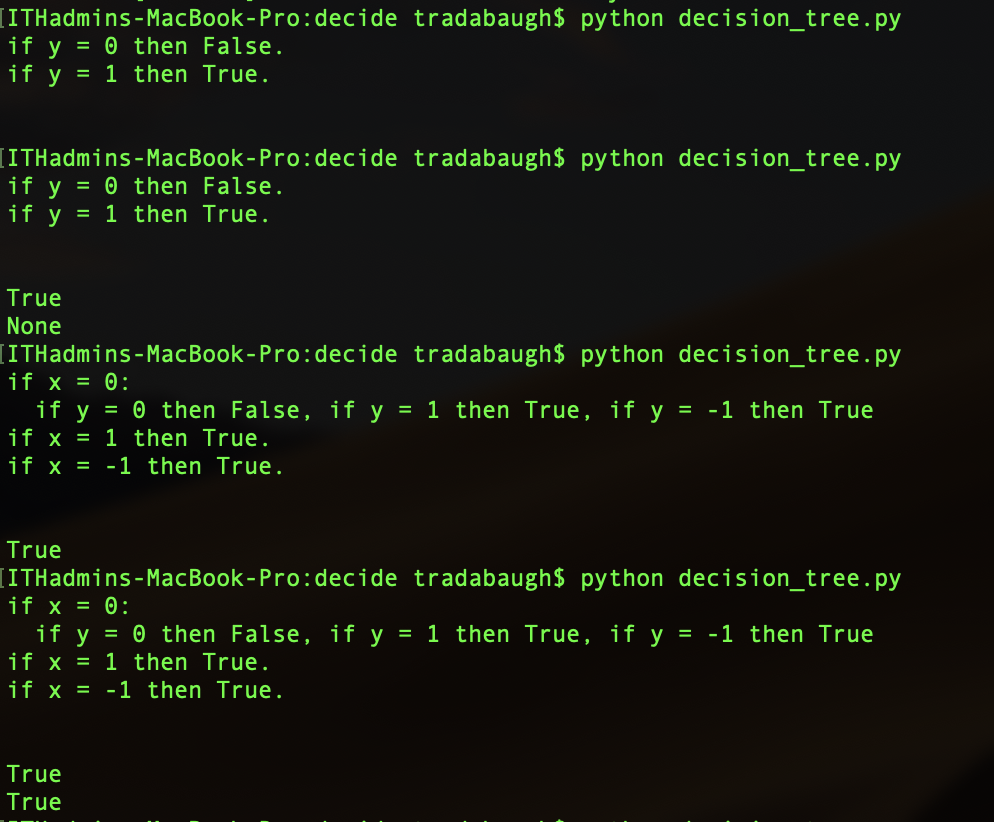 [ITHadmins-MacBook-Pro:decide tradabaugh$ python decision_tree.py
if y = 0 then False.
if y = 1 then True.
[ITHadmins-MacBook-Pro:decide tradabaugh$ python decision_tree.py
if y = 0 then False.
if y = 1 then True.
True
None
[ITHadmins-MacBook-Pro:decide tradabaugh$ python decision_tree.py
if x = 0:
  if y = 0 then False, if y = 1 then True, if y = -1 then True
if x = 1 then True.
if x = -1 then True.
True
[ITHadmins-MacBook-Pro:decide tradabaugh$ python decision_tree.py
if x = 0:
  if y = 0 then False, if y = 1 then True, if y = -1 then True
if x = 1 then True.
if x = -1 then True.
True
True